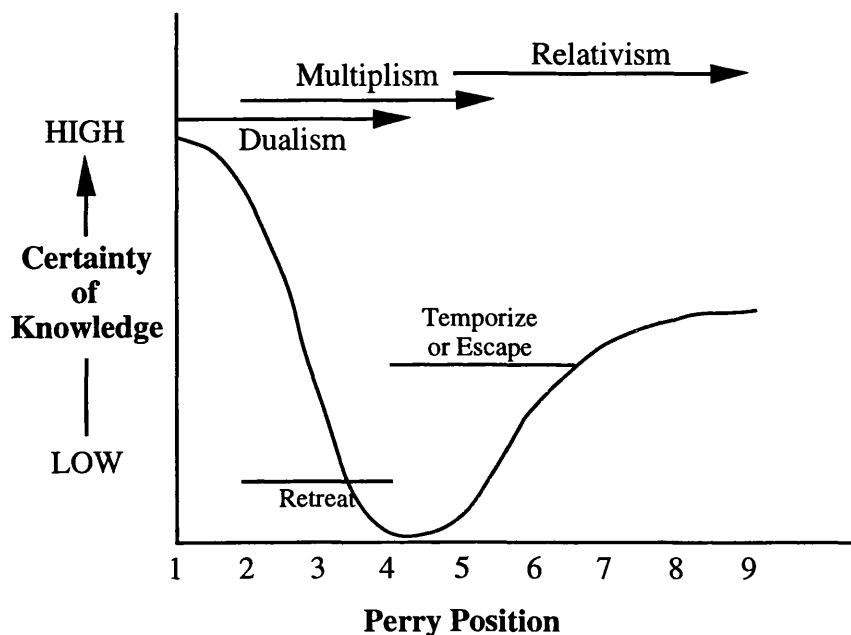 Relativism
Multiplism
Dualism
HIGH
Certainty
of
Knowledge
LOW
Temporize
or Escape
Retreat
1 2 3 4 5 6 7 8 9
Perry Position